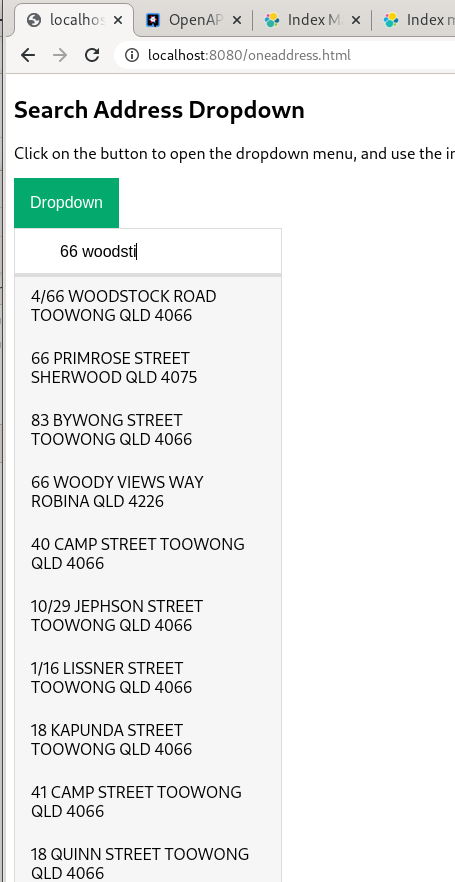 localhos
OpenAP
Index M
Index m
localhost:8080/oneaddress.html
Search Address Dropdown
Click on the button to open the dropdown menu, and use the in
Dropdown
66 woodsti
4/66 WOODSTOCK ROAD
TOOWONG QLD 4066
66 PRIMROSE STREET
SHERWOOD QLD 4075
83 BYWONG STREET
TOOWONG QLD 4066
66 WOODY VIEWS WAY
ROBINA QLD 4226
40 CAMP STREET TOOWONG
QLD 4066
10/29 JEPHSON STREET
TOOWONG QLD 4066
1/16 LISSNER STREET
TOOWONG QLD 4066
18 KAPUNDA STREET
TOOWONG QLD 4066
41 CAMP STREET TOOWONG
QLD 4066
18 QUINN STREET TOOWONG
QLD 4066